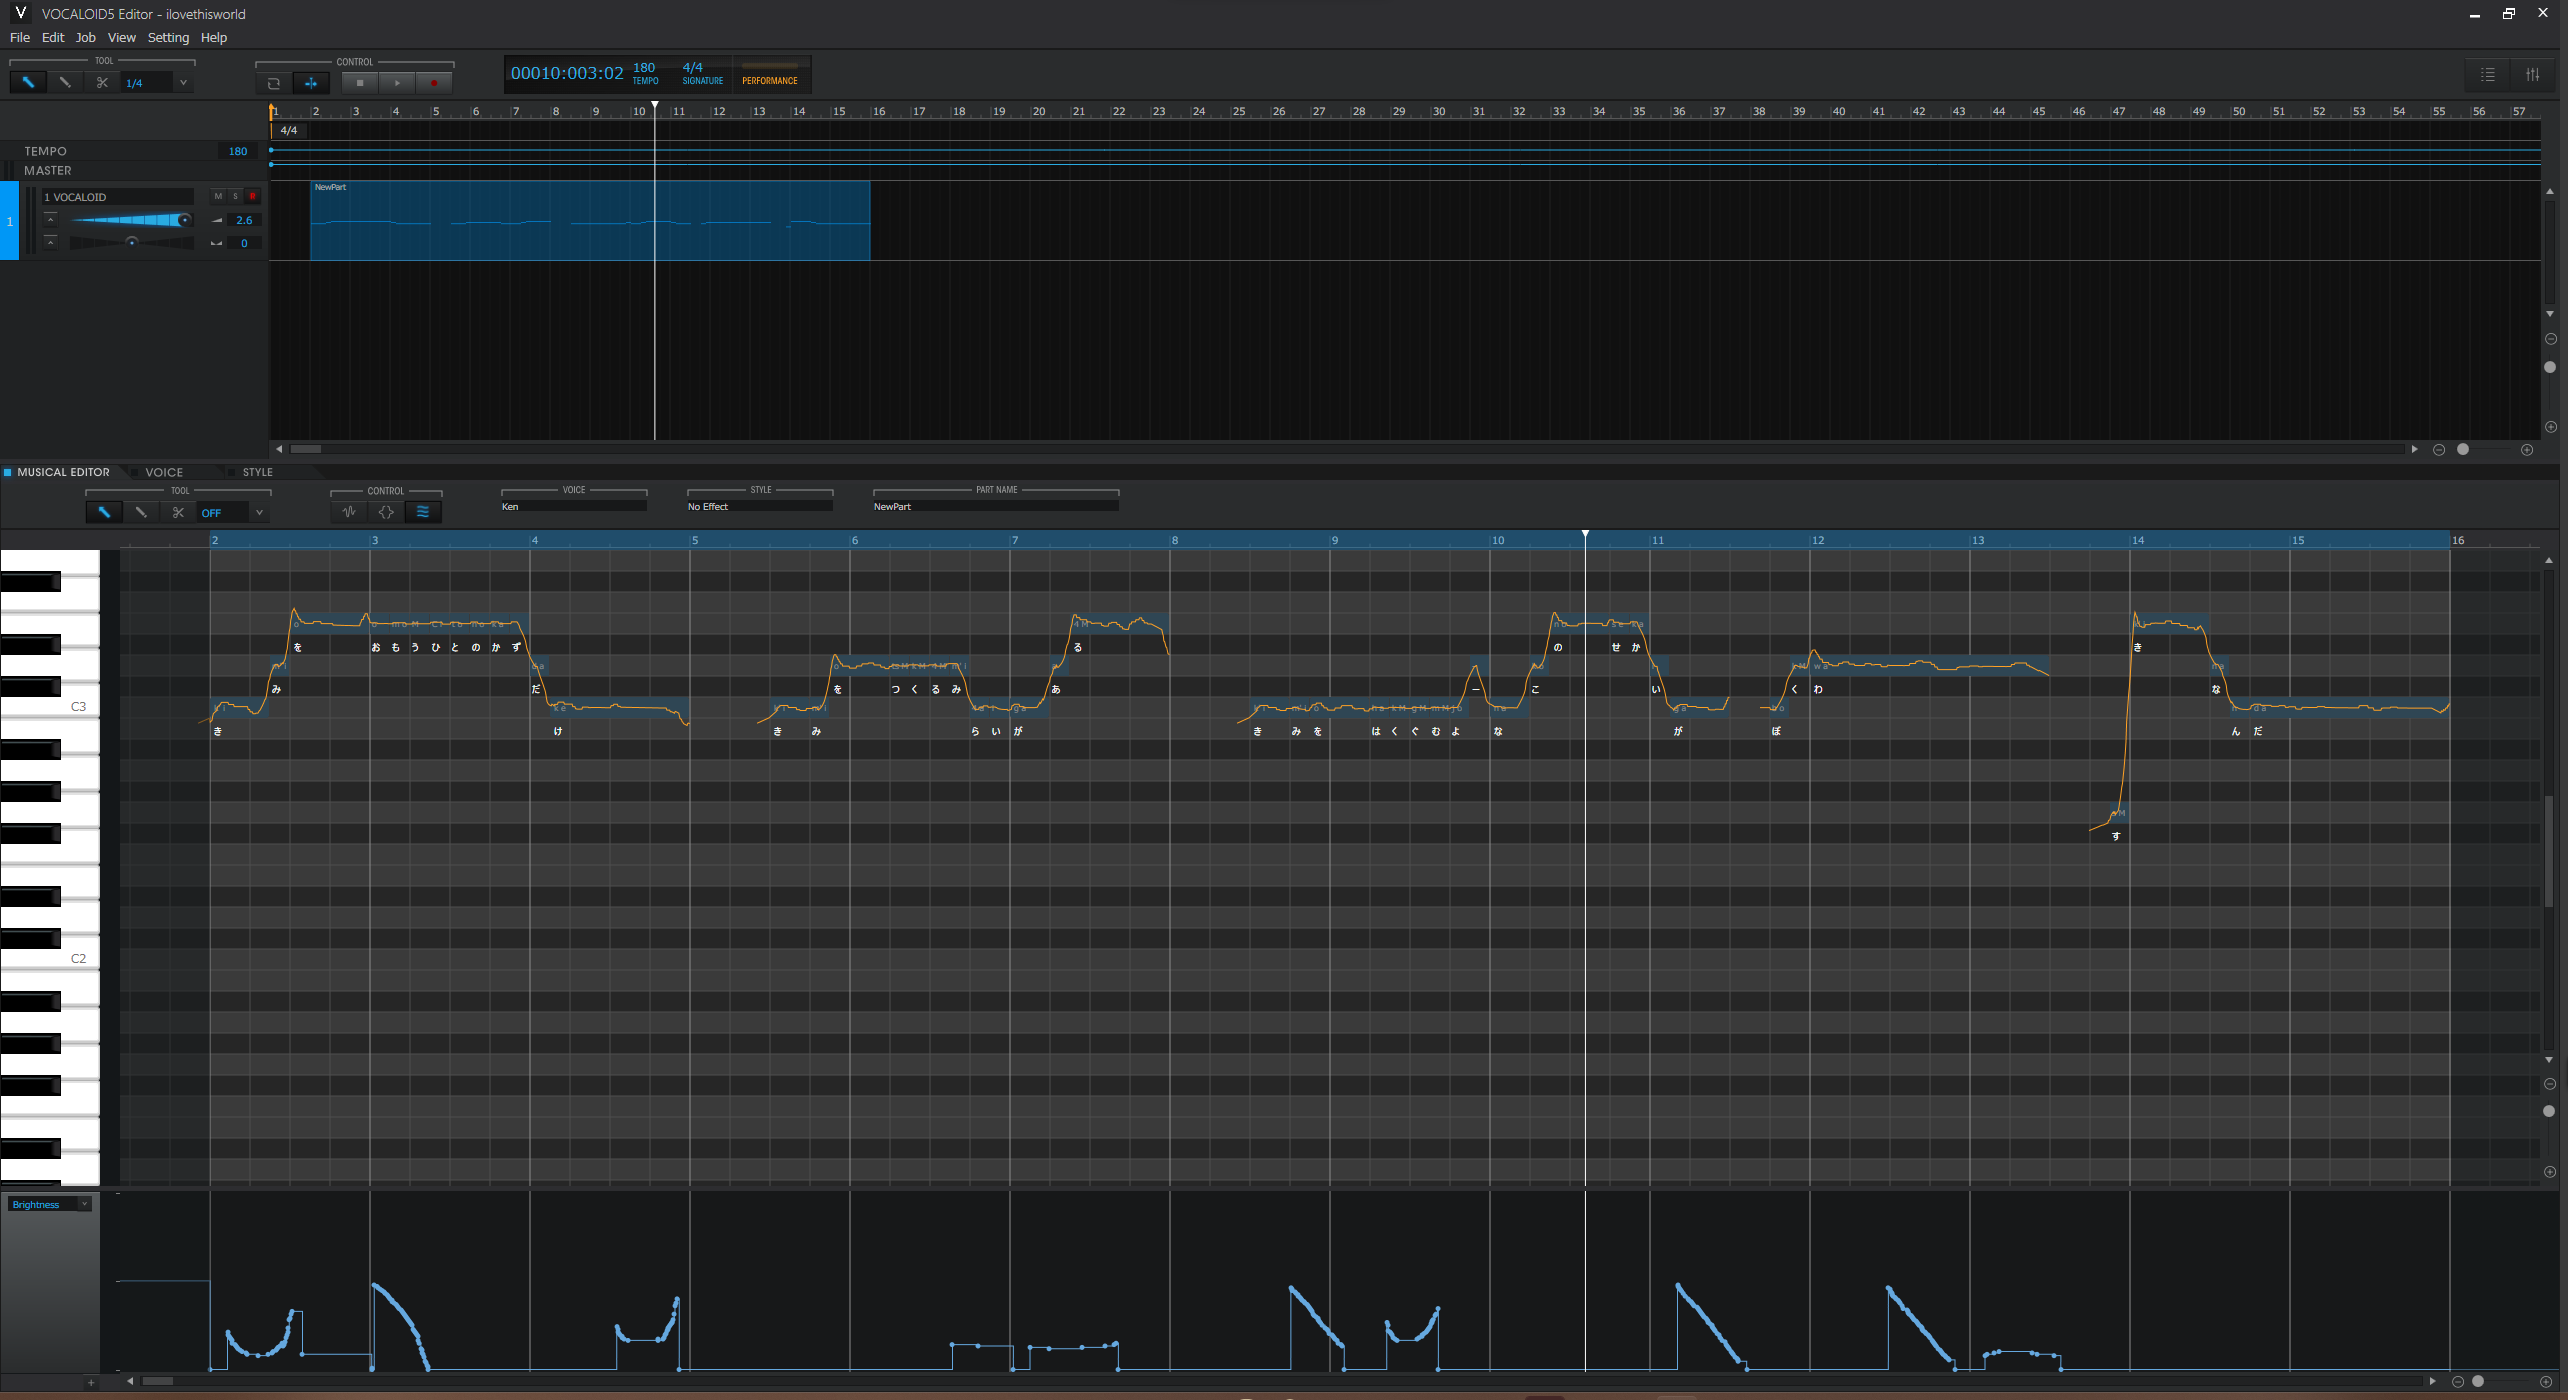 VOCALOID5 Editor - ilovethisworld
File Edit Job View Setting Help
TOOL
1/4
CONTROL
00010:003:02
180
TEMPO
4/4
SIGNATURE
PERFORMANCE
1 2 3 4 5 6 7 8 9 10 11 12 13 14 15 16 17 18 19 20 21 22 23 24 25 26 27 28 29 30 31 32 33 34 35 36 37 38 39 40 41 42 43 44 45 46 47 48 49 50 51 52 53 54 55 56 57
4/4
TEMPO 180
MASTER
1
1 VOCALOID M S
2.6
0
NewPart
MUSICAL EDITOR VOICE STYLE
TOOL
OFF
CONTROL
VOICE
Ken
STYLE
No Effect
PART NAME
NewPart
2 3 4 5 6 7 8 9 10 11 12 13 14 15 16
を お も う ひ と の か ず る の せ か き
み だ を つ く る み あ ー こ い く わ な
C3
き け き み ら い が き み を は く ぐ む よ な が ぼ ん だ
す
C2
Brightness